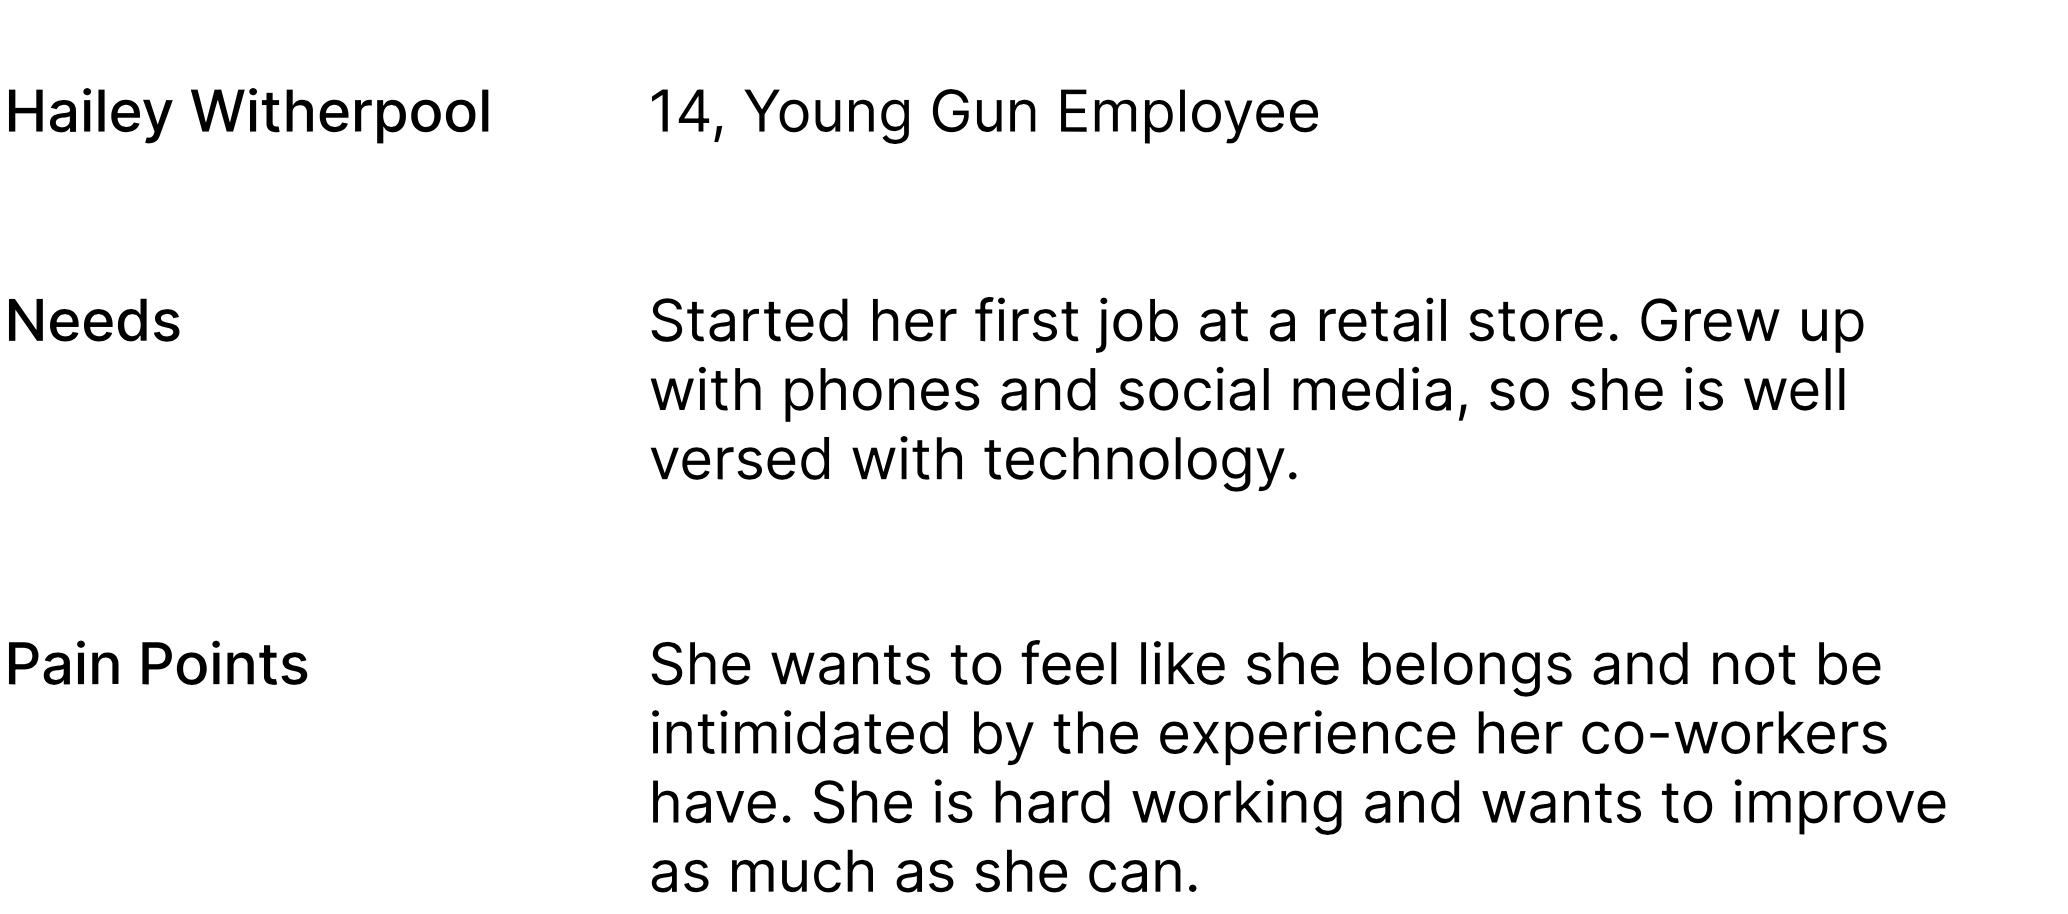 Hailey Witherpool
14, Young Gun Employee
Needs
Started her first job at a retail store. Grew up
with phones and social media, so she is well
versed with technology.
Pain Points
She wants to feel like she belongs and not be
intimidated by the experience her co-workers
have. She is hard working and wants to improve
as much as she can.